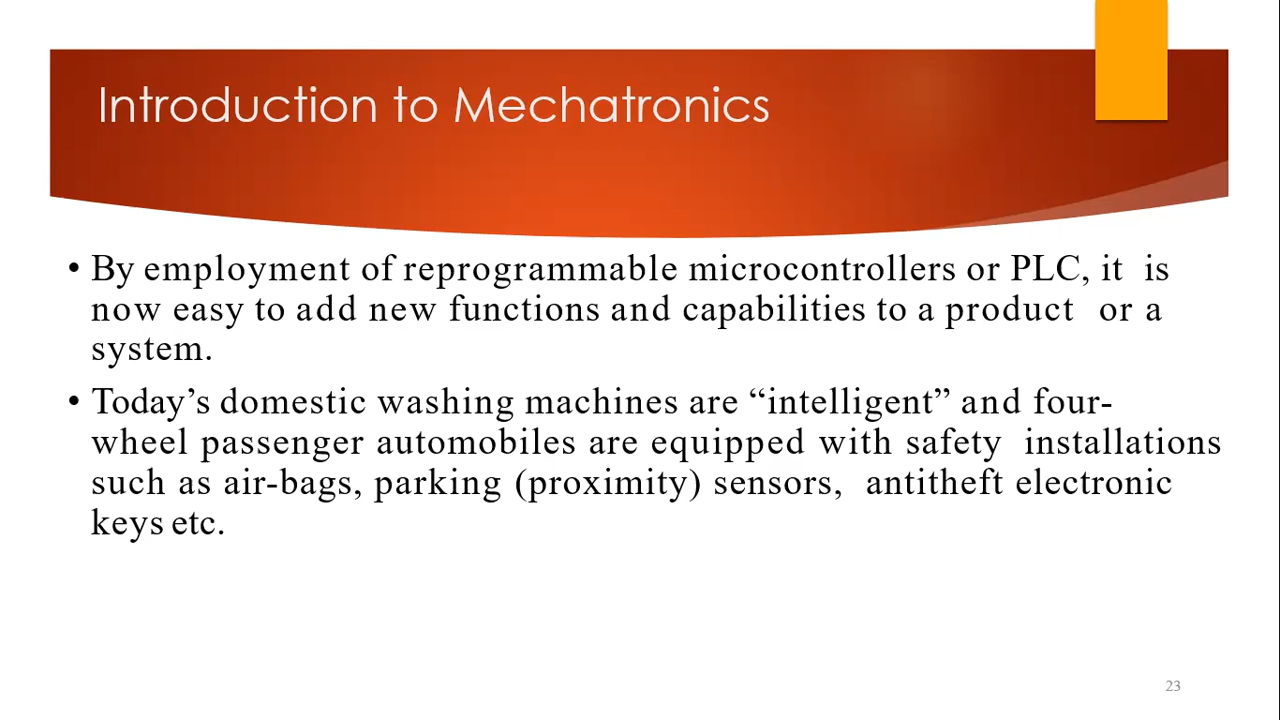 Introduction to Mechatronics
• By employment of reprogrammable microcontrollers or PLC, it is
now easy to add new functions and capabilities to a product or a
system.
• Today’s domestic washing machines are “intelligent” and four-
wheel passenger automobiles are equipped with safety installations
such as air-bags, parking (proximity) sensors, antitheft electronic
keys etc.
23